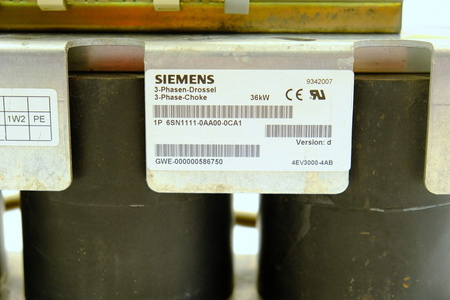 SIEMENS
9342007
3-Phasen-Drossel
3-Phase-Choke 36kW CE
1P 6SN1111-0AA00-0CA1
Version: d
GWE-000000586750 4EV3000-4AB
1W2 PE